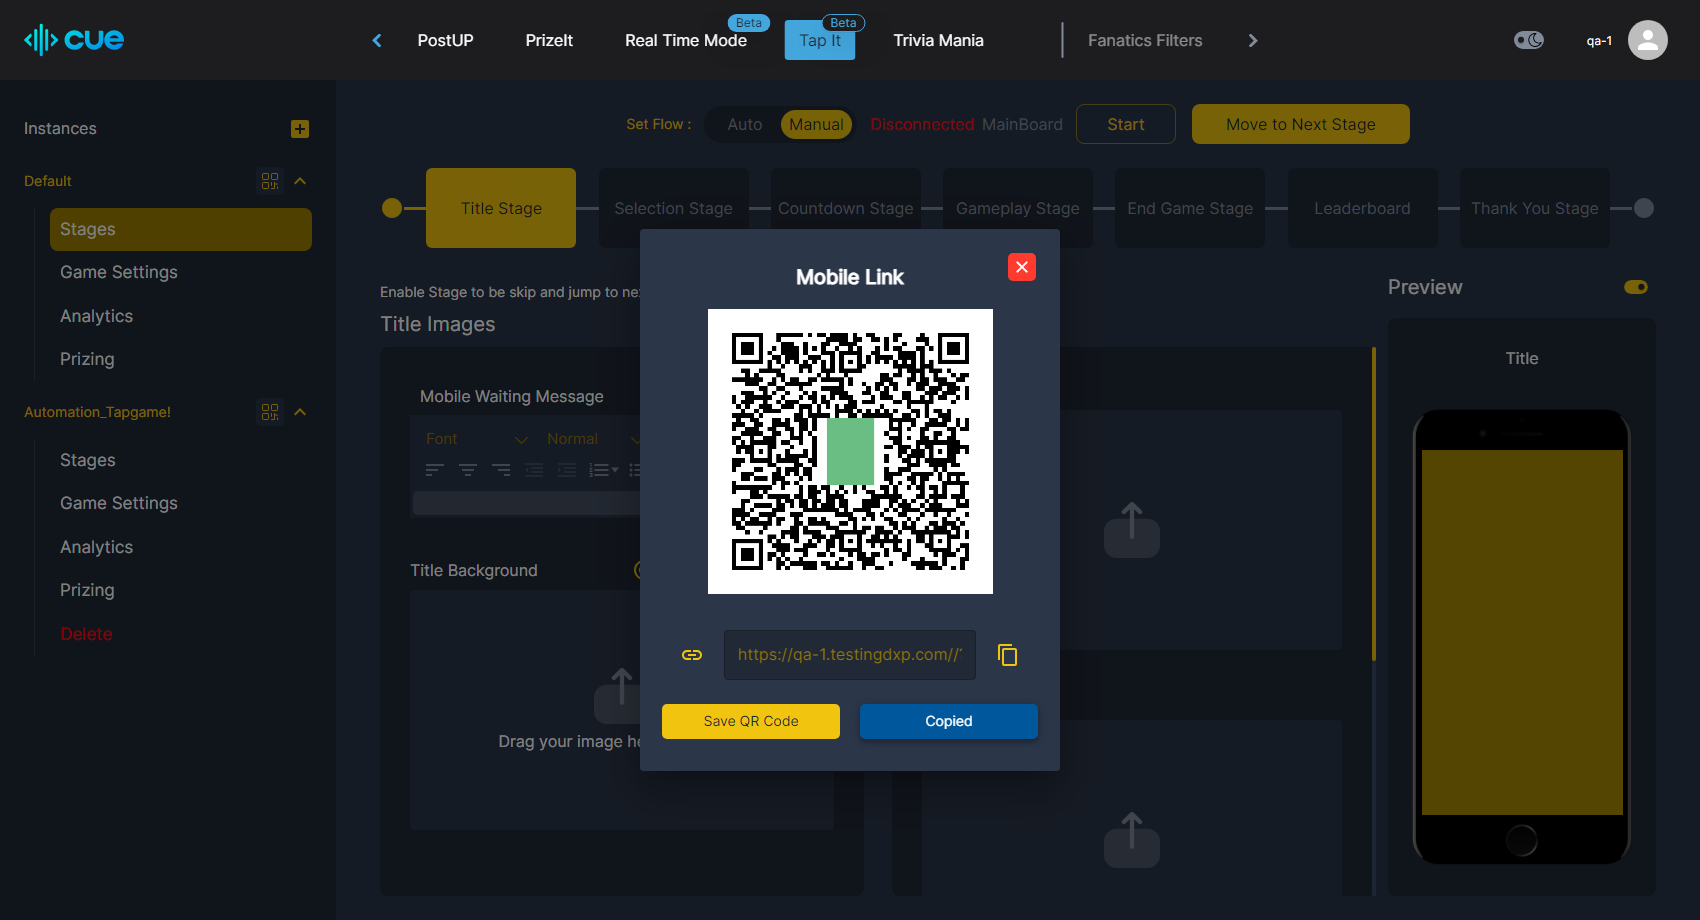 cue
PostUP
PrizeIt
Real Time Mode
Beta
Tap It
Beta
Trivia Mania
Fanatics Filters
qa-1
Instances
Default
Stages
Game Settings
Analytics
Prizing
Automation_Tapgame!
Stages
Game Settings
Analytics
Prizing
Delete
Set Flow :
Auto
Manual
Disconnected MainBoard
Start
Move to Next Stage
Title Stage
Selection Stage
Countdown Stage
Gameplay Stage
End Game Stage
Leaderboard
Thank You Stage
Enable Stage to be skip and jump to
Title Images
Mobile Waiting Message
Font
Normal
Title Background
Drag your image
Mobile Link
https://qa-1.testingdxp.com//
Save QR Code
Copied
Preview
Title